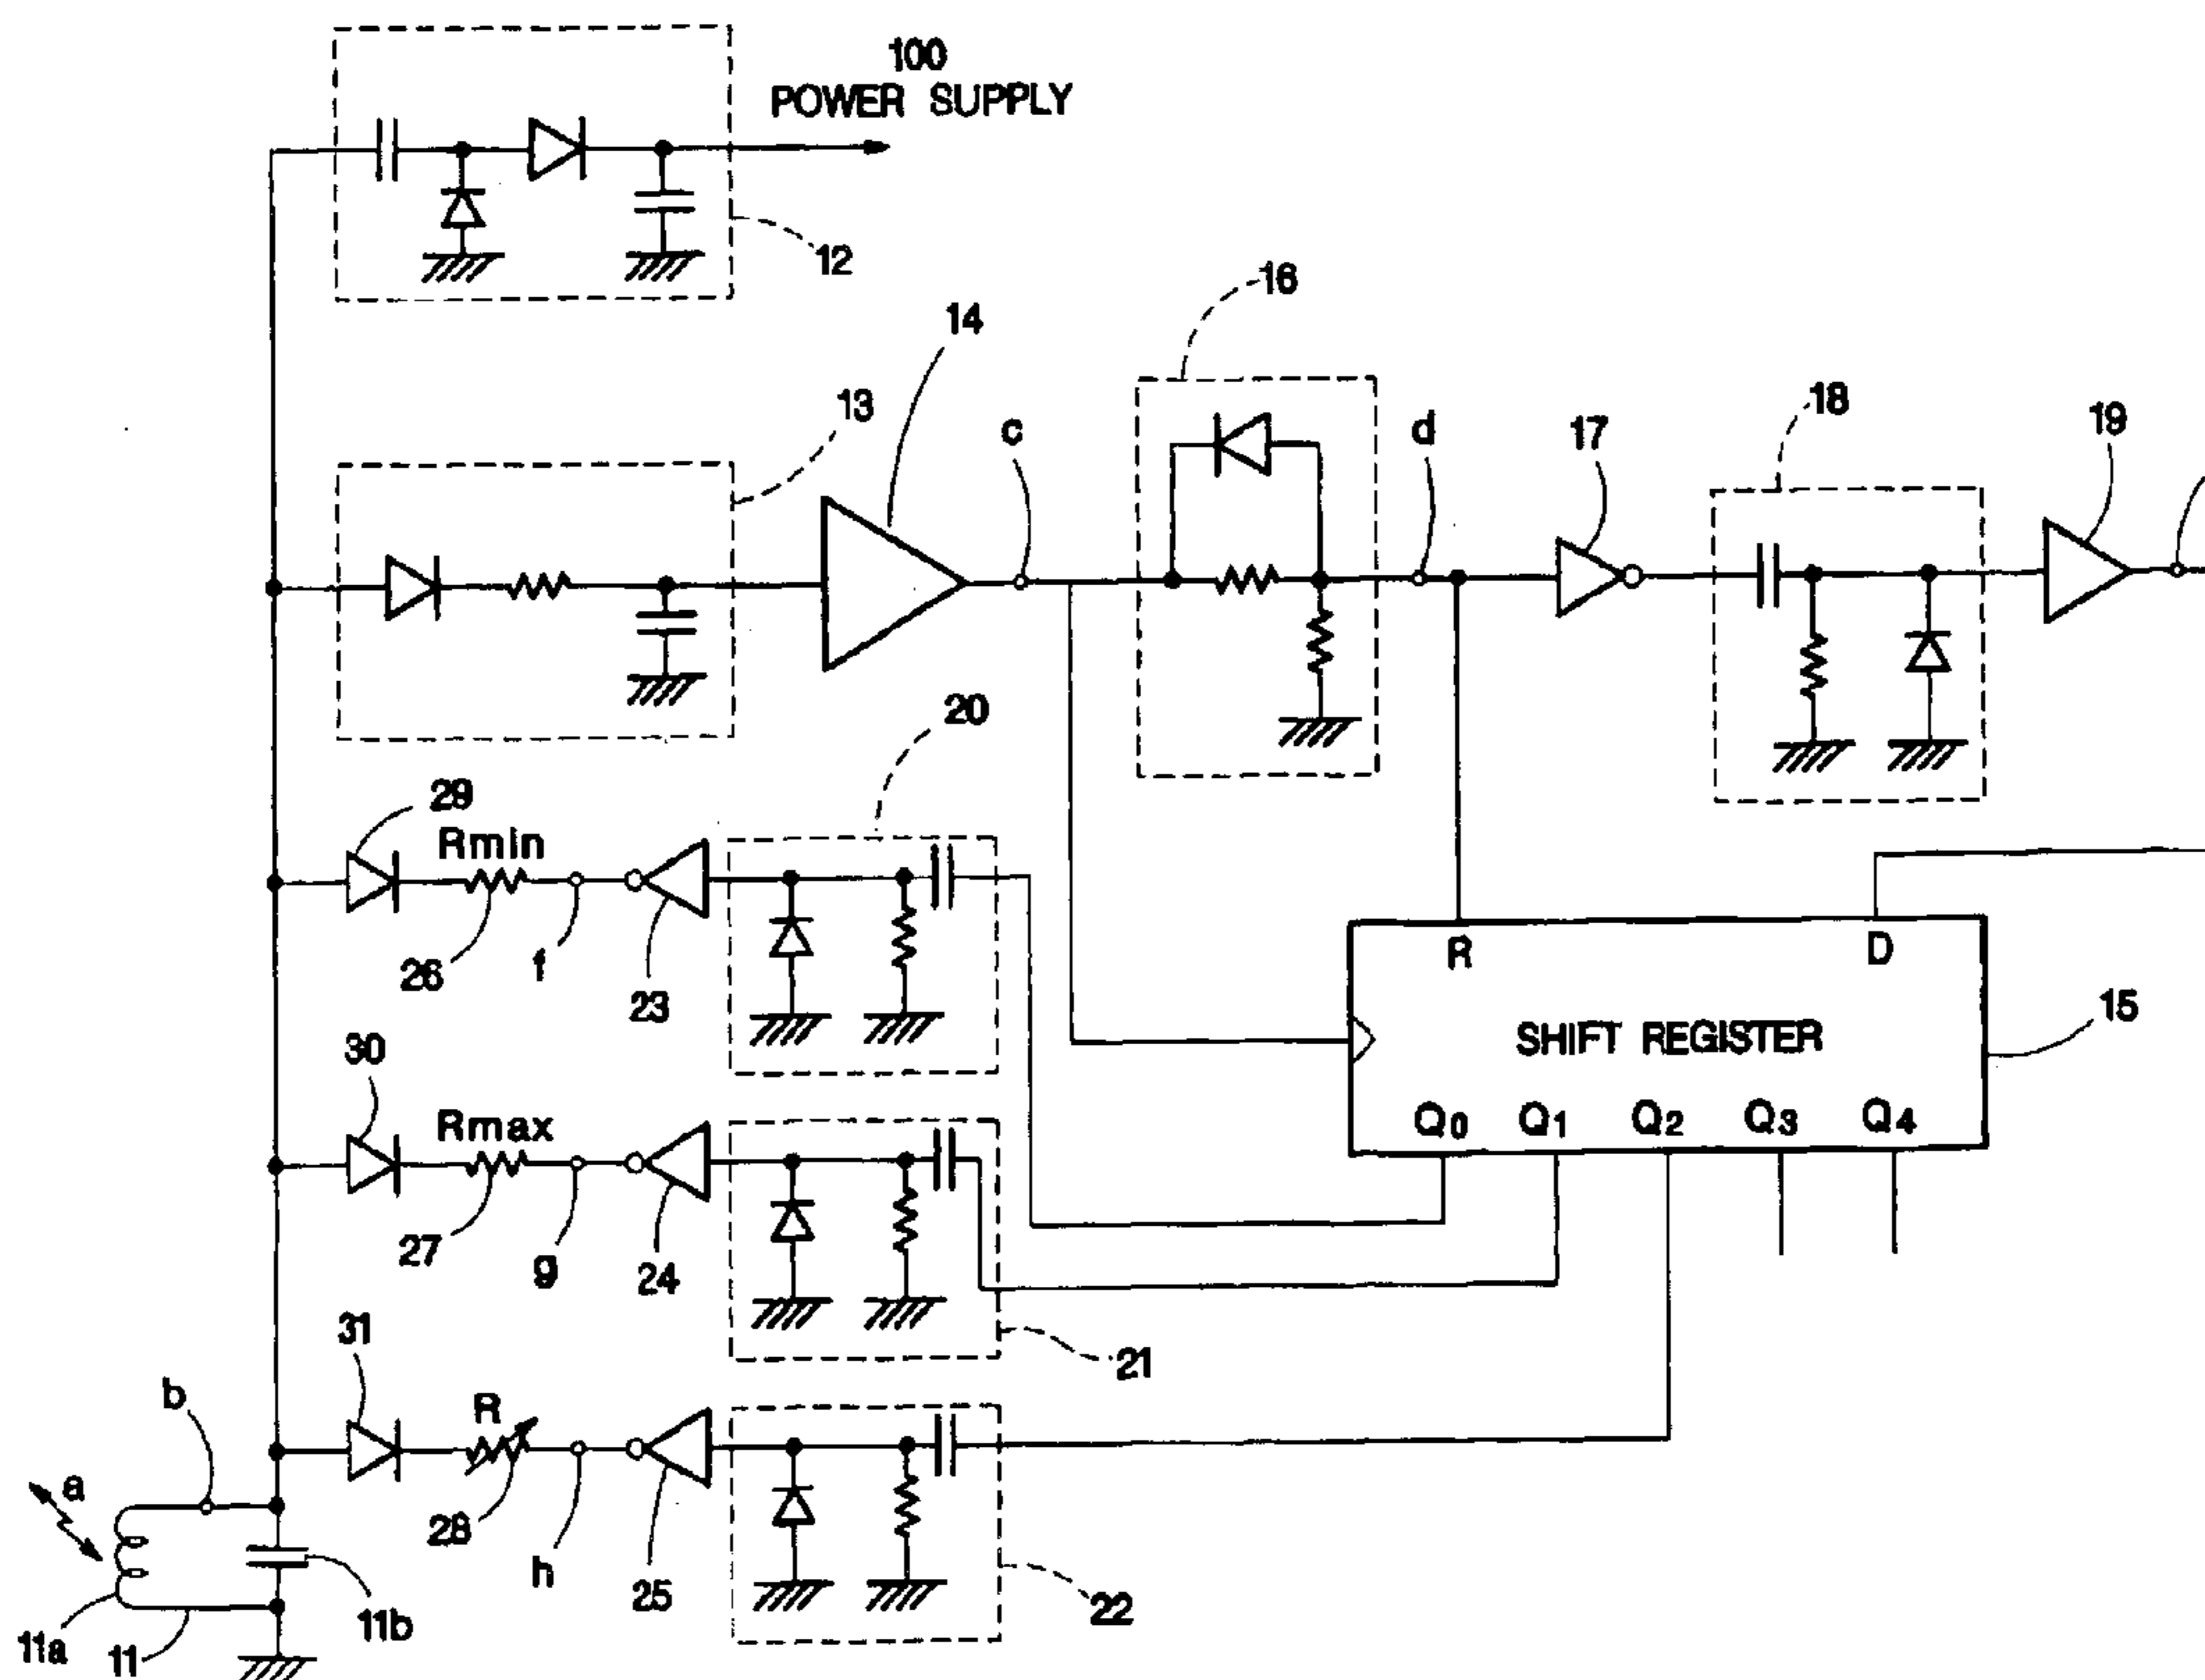 100
POWER SUPPLY
12
16
14
13
c
d
17
18
19
20
29
Rmin
26
f
23
R
D
SHIFT REGISTER
15
30
Rmax
Q0
Q1
Q2
Q3
Q4
27
g
24
21
31
b
R
a
28
h
25
22
11a
11
11b